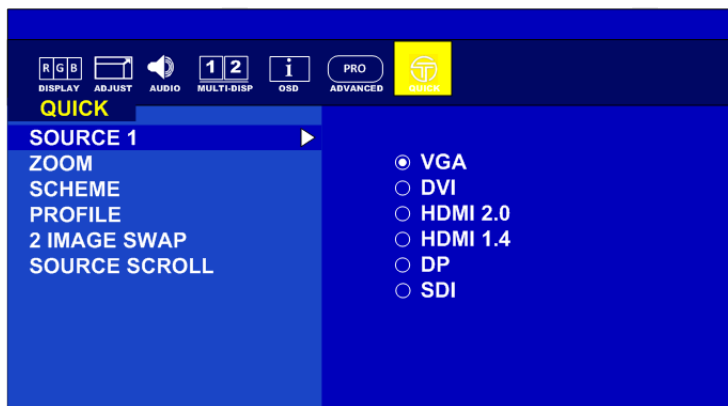 R G B
1 2
i
PRO
DISPLAY ADJUST AUDIO MULTI-DISP OSD ADVANCED QUICK
QUICK
SOURCE 1
ZOOM
SCHEME
PROFILE
2 IMAGE SWAP
SOURCE SCROLL
VGA
DVI
HDMI 2.0
HDMI 1.4
DP
SDI